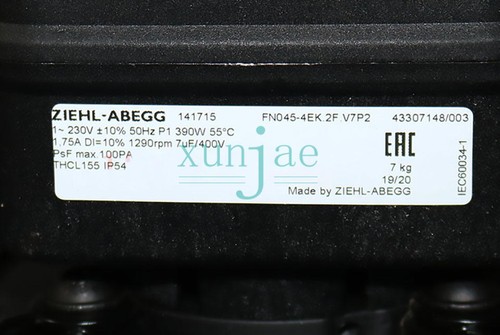 ZIEHL-ABEGG 141715 FN045-4EK.2F V7P2 43307148/003
1~ 230V ±10% 50Hz P1 390W 55°C
1.75A DI=10% 1290rpm 7uF/400V
PsF max.100PA
THCL155 IP54
EAC
7 kg
19/20
Made by ZIEHL-ABEGG
IEC60034-1
xunjae